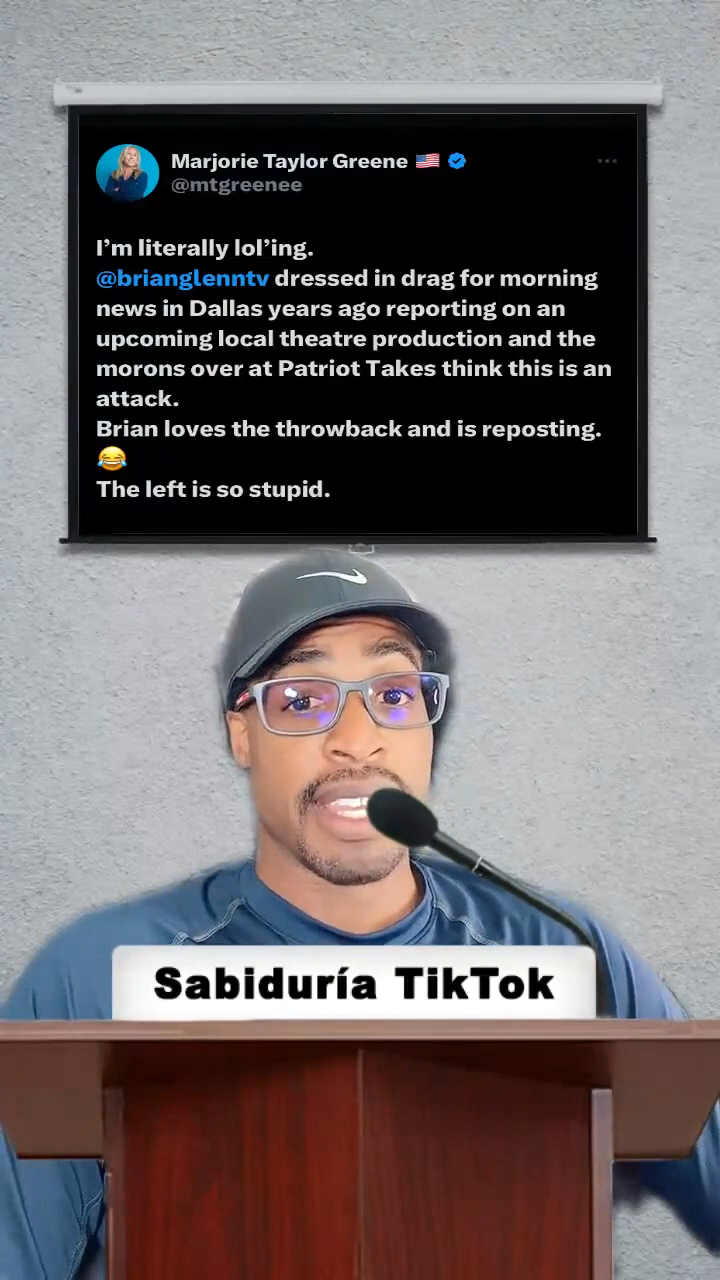 Marjorie Taylor Greene 🇺🇸
@mtgreenee
I’m literally lol’ing.
@brianglenntv dressed in drag for morning
news in Dallas years ago reporting on an
upcoming local theatre production and the
morons over at Patriot Takes think this is an
attack.
Brian loves the throwback and is reposting.
😂
The left is so stupid.
Sabiduría TikTok